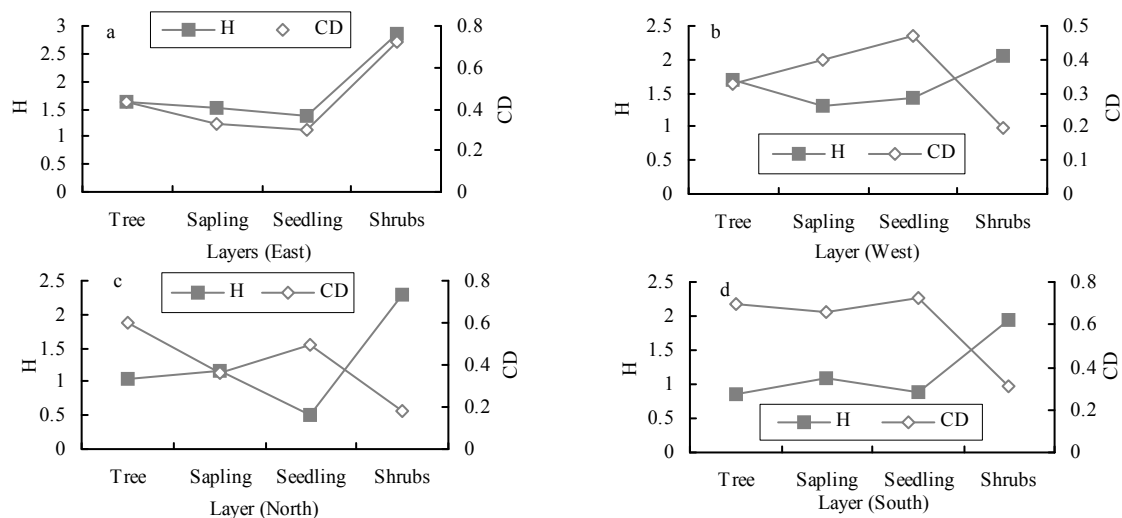 a
H CD
3
2.5
2
1.5
1
0.5
0
H
0.8
0.6
0.4
0.2
0
CD
Tree Sapling Seedling Shrubs
Layers (East)
b
H CD
2.5
2
1.5
1
0.5
0
H
0.5
0.4
0.3
0.2
0.1
0
CD
Tree Sapling Seedling Shrubs
Layer (West)
c
H CD
2.5
2
1.5
1
0.5
0
H
0.8
0.6
0.4
0.2
0
CD
Tree Sapling Seedling Shrubs
Layer (North)
d
H CD
2.5
2
1.5
1
0.5
0
H
0.8
0.6
0.4
0.2
0
CD
Tree Sapling Seedling Shrubs
Layer (South)